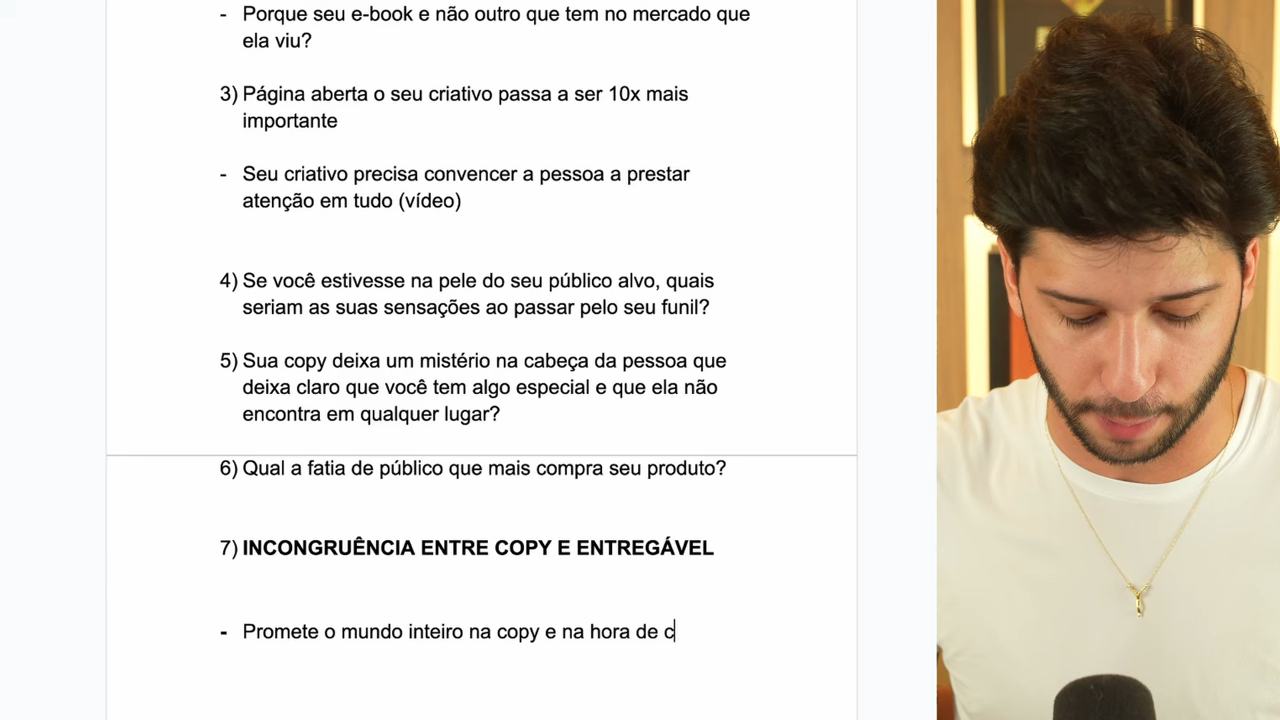 - Porque seu e-book e não outro que tem no mercado que
ela viu?
3) Página aberta o seu criativo passa a ser 10x mais
importante
- Seu criativo precisa convencer a pessoa a prestar
atenção em tudo (vídeo)
4) Se você estivesse na pele do seu público alvo, quais
seriam as suas sensações ao passar pelo seu funil?
5) Sua copy deixa um mistério na cabeça da pessoa que
deixa claro que você tem algo especial e que ela não
encontra em qualquer lugar?
6) Qual a fatia de público que mais compra seu produto?
7) INCONGRUÊNCIA ENTRE COPY E ENTREGÁVEL
- Promete o mundo inteiro na copy e na hora de c